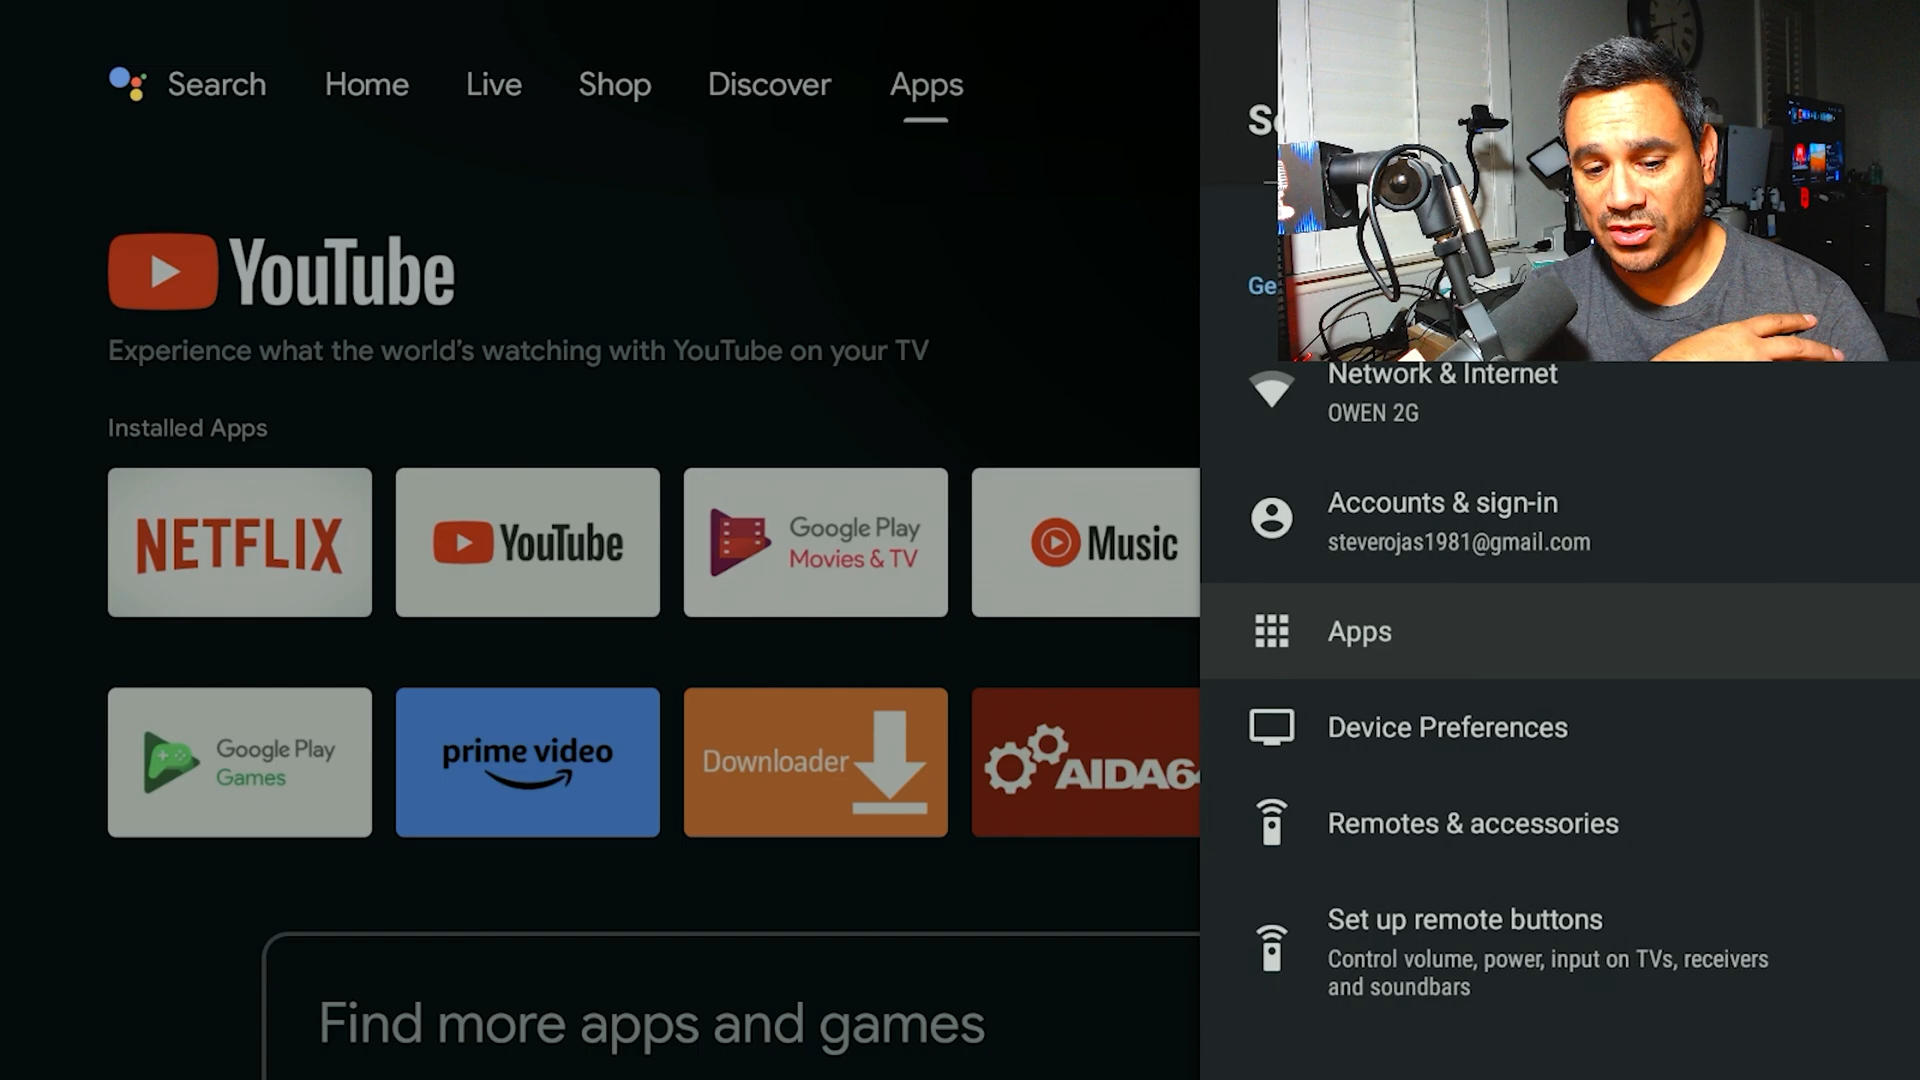 Search Home Live Shop Discover Apps
YouTube
Experience what the world's watching with YouTube on your TV
Installed Apps
NETFLIX
YouTube
Google Play
Movies & TV
Music
Google Play
Games
prime video
Downloader
AIDA64
Find more apps and games
Network & Internet
OWEN 2G
Accounts & sign-in
steverojas1981@gmail.com
Apps
Device Preferences
Remotes & accessories
Set up remote buttons
Control volume, power, input on TVs, receivers
and soundbars